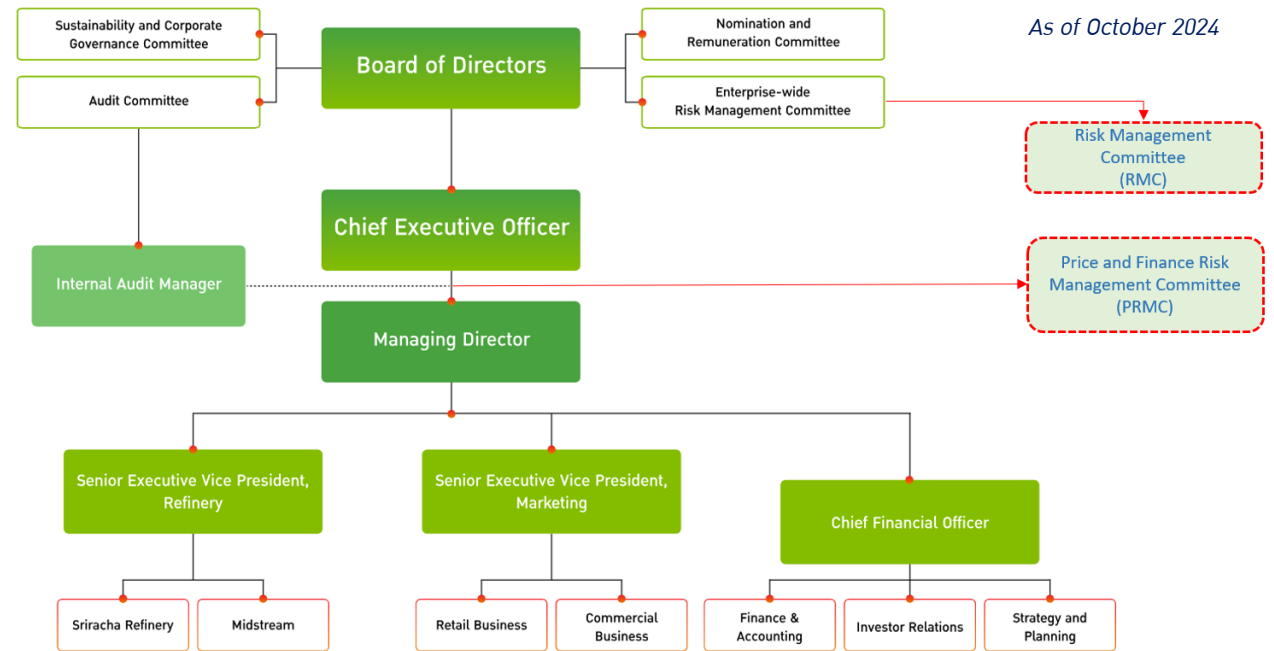 Sustainability and Corporate
Governance Committee
Audit Committee
Board of Directors
Nomination and
Remuneration Committee
Enterprise-wide
Risk Management Committee
As of October 2024
Risk Management
Committee
(RMC)
Chief Executive Officer
Internal Audit Manager
Price and Finance Risk
Management Committee
(PRMC)
Managing Director
Senior Executive Vice President,
Refinery
Senior Executive Vice President,
Marketing
Chief Financial Officer
Sriracha Refinery
Midstream
Retail Business
Commercial
Business
Finance &
Accounting
Investor Relations
Strategy and
Planning